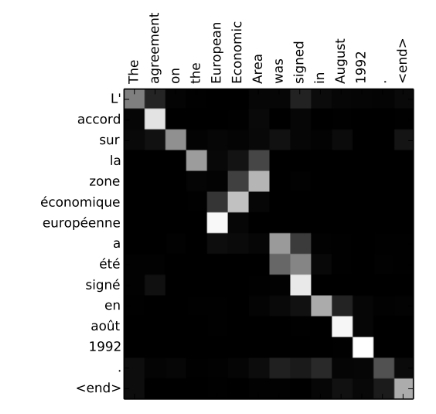 The agreement on the European Economic Area was signed in August 1992 . <end>
L'
accord
sur
la
zone
économique
européenne
a
été
signé
en
août
1992
.
<end>